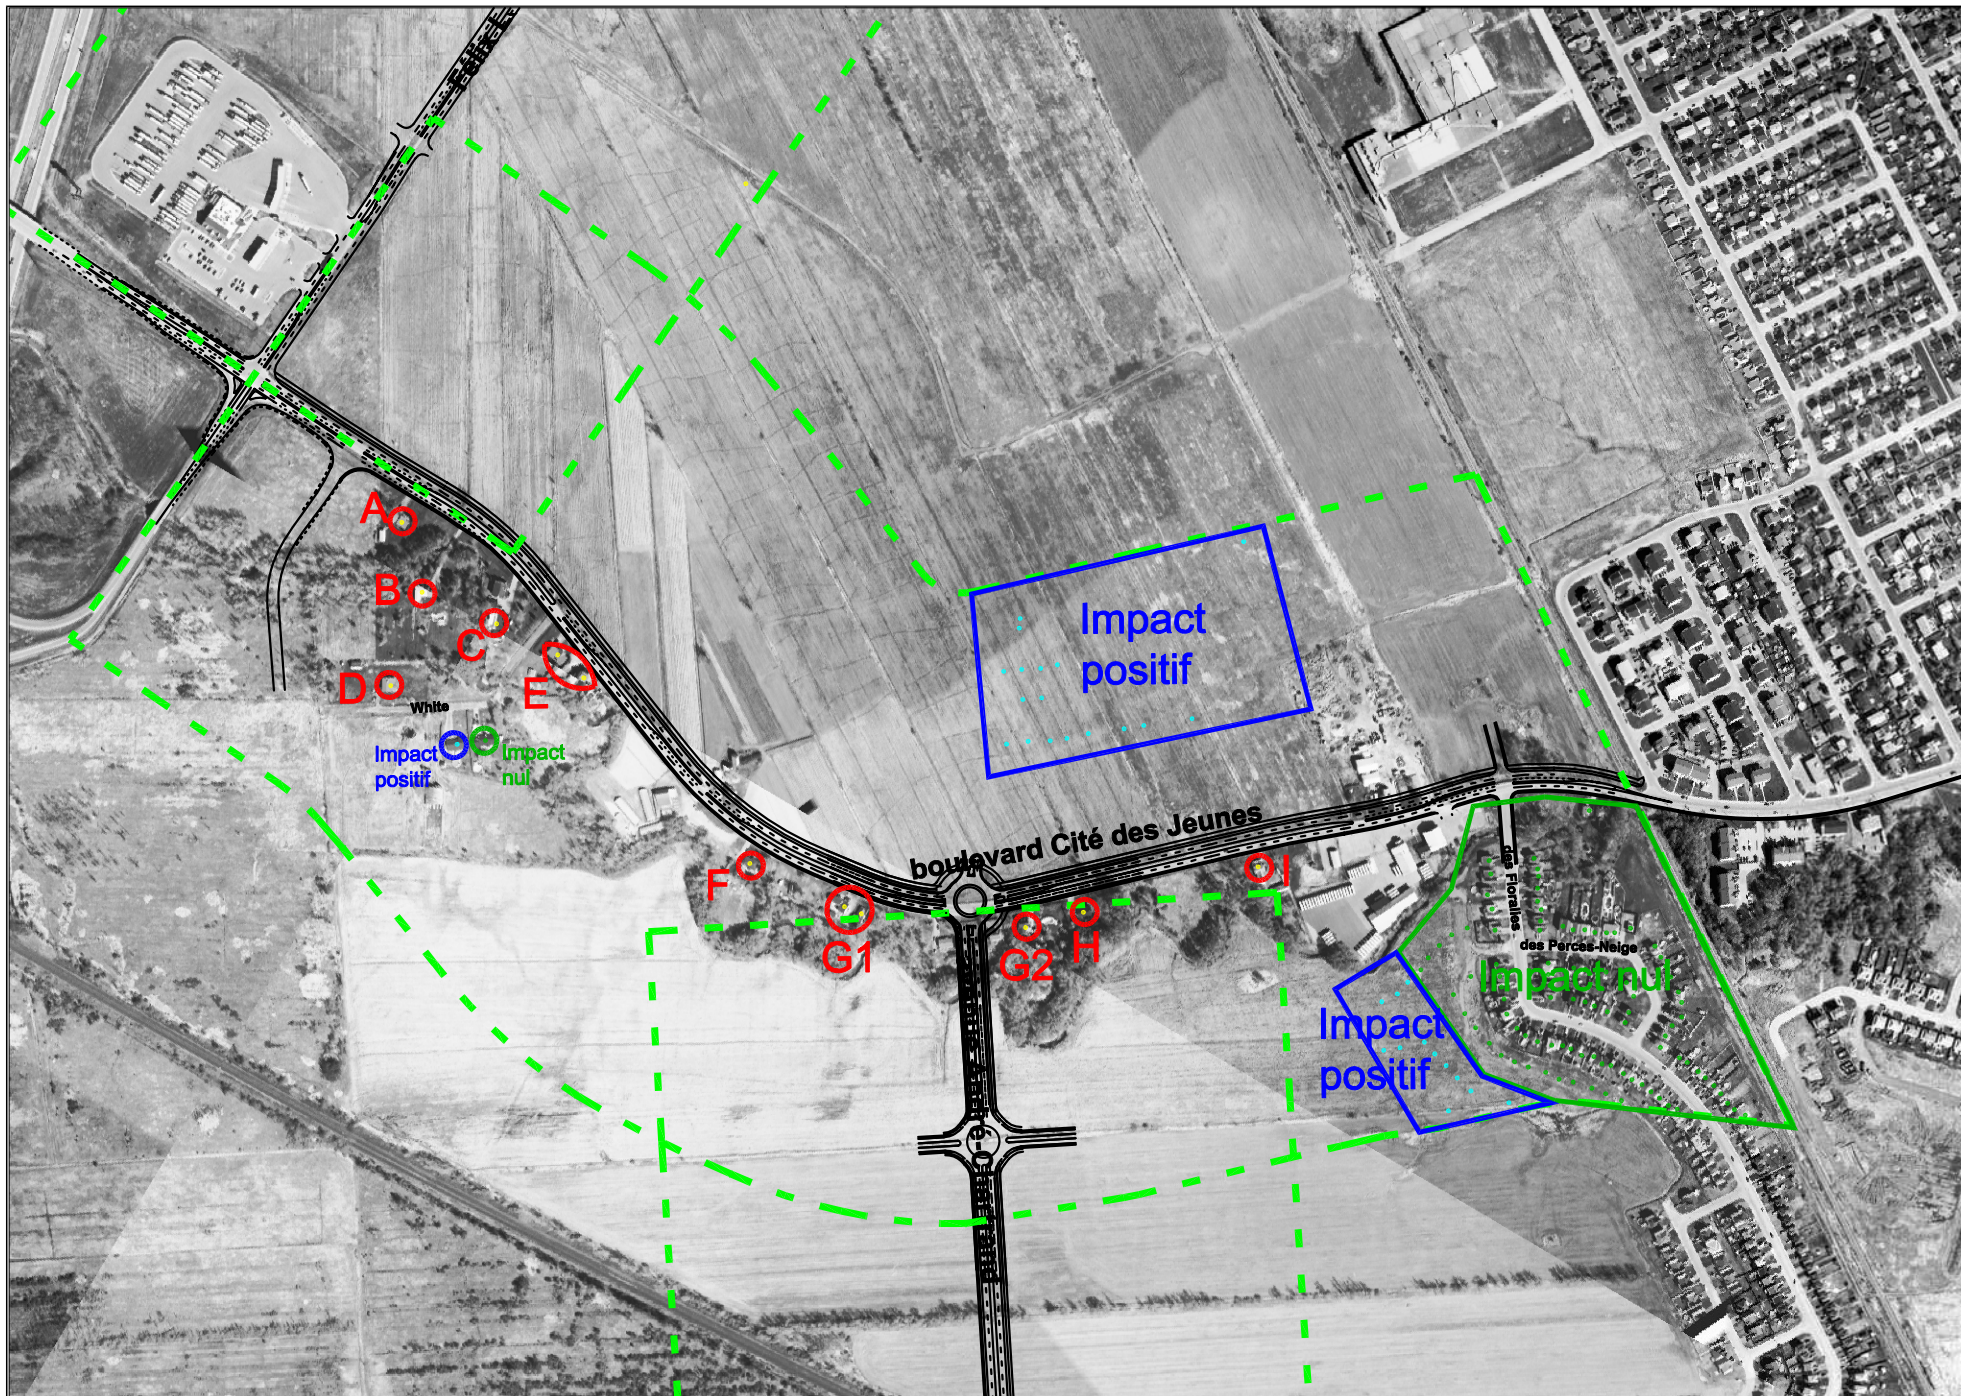 A
B
C
D
E
White
Impact
positif
Impact
nul
Impact
positif
boulevard Cité des Jeunes
F
G1
G2
H
I
des Floralies
des Perces-Neige
Impact nul
Impact
positif